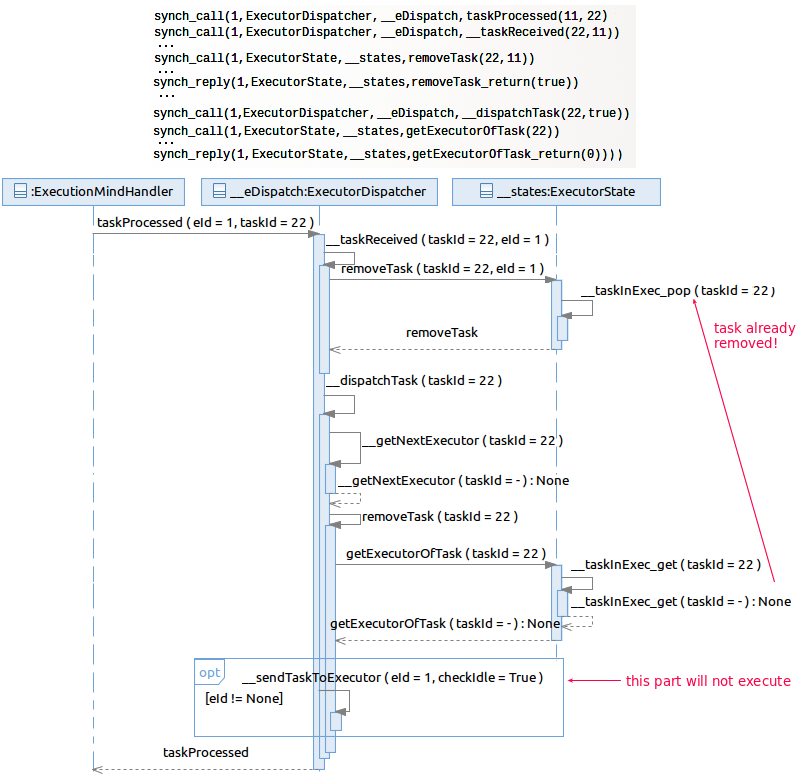 synch_call(1,ExecutorDispatcher,__eDispatch,taskProcessed(11,22)
synch_call(1,ExecutorDispatcher,__eDispatch,__taskReceived(22,11))
...
synch_call(1,ExecutorState,__states,removeTask(22,11))
...
synch_reply(1,ExecutorState,__states,removeTask_return(true))
...
synch_call(1,ExecutorDispatcher,__eDispatch,__dispatchTask(22,true))
synch_call(1,ExecutorState,__states,getExecutorOfTask(22))
...
synch_reply(1,ExecutorState,__states,getExecutorOfTask_return(0))))
:ExecutionMindHandler
__eDispatch:ExecutorDispatcher
__states:ExecutorState
taskProcessed ( eId = 1, taskId = 22 )
__taskReceived ( taskId = 22, eId = 1 )
removeTask ( taskId = 22, eId = 1 )
__taskInExec_pop ( taskId = 22 )
task already
removed!
removeTask
__dispatchTask ( taskId = 22 )
__getNextExecutor ( taskId = 22 )
__getNextExecutor ( taskId = - ) : None
removeTask ( taskId = 22 )
getExecutorOfTask ( taskId = 22 )
__taskInExec_get ( taskId = 22 )
__taskInExec_get ( taskId = - ) : None
getExecutorOfTask ( taskId = - ) : None
opt
__sendTaskToExecutor ( eId = 1, checkIdle = True )
this part will not execute
[eId != None]
taskProcessed